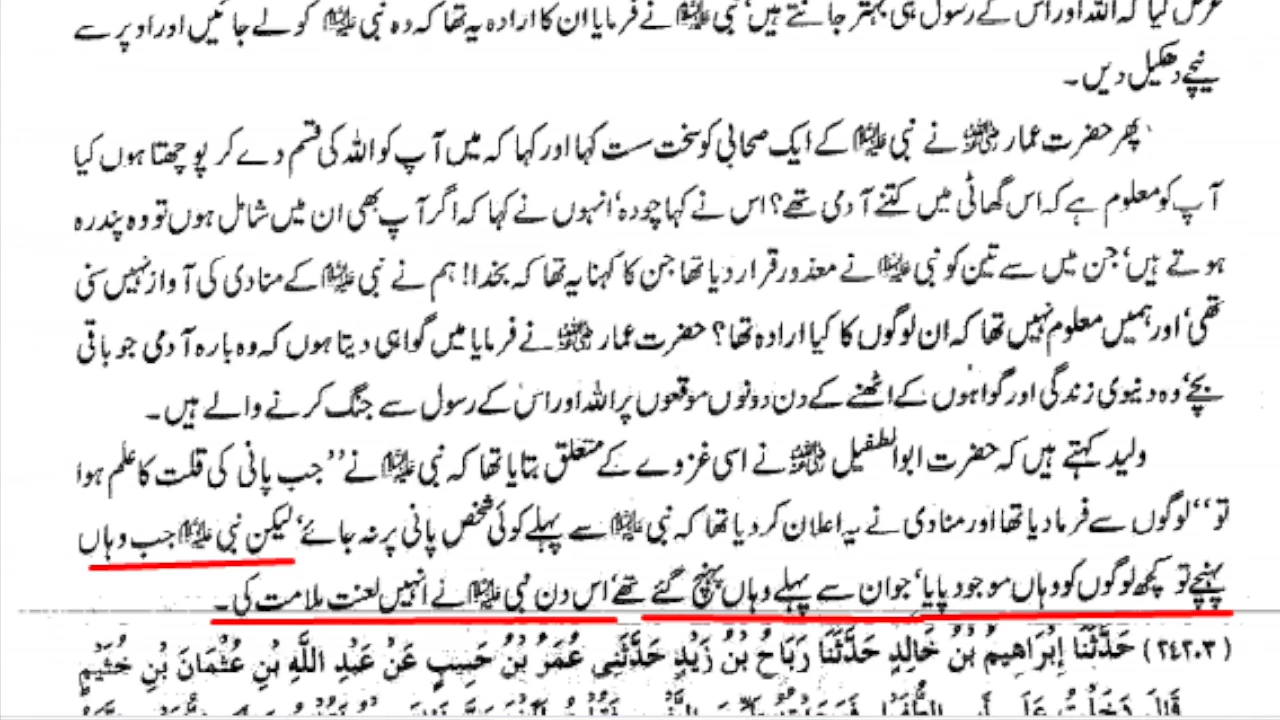 عرض کیا کہ اللہ اور اس کے رسول ہی بہتر جانتے ہیں، نبی علیہ السلام نے فرمایا ان کا ارادہ یہ تھا کہ وہ نبی علیہ السلام کو لے جائیں اور اوپر سے
نیچے دھکیل دیں۔
پھر حضرت عمار رضی اللہ عنہ نے نبی علیہ السلام کے ایک صحابی کو سخت ست کہا اور کہا کہ میں آپ کو اللہ کی قسم دے کر پوچھتا ہوں کیا
آپ کو معلوم ہے کہ اس گھاٹی میں کتنے آدمی تھے؟ اس نے کہا چودہ، انہوں نے کہا کہ اگر آپ بھی ان میں شامل ہوں تو وہ پندرہ
ہوتے ہیں، جن میں سے تین کو نبی علیہ السلام نے معذور قرار دیا تھا جن کا کہنا یہ تھا کہ بخدا! ہم نے نبی علیہ السلام کے منادی کی آواز نہیں سنی
تھی، اور ہمیں معلوم نہیں تھا کہ ان لوگوں کا کیا ارادہ تھا؟ حضرت عمار رضی اللہ عنہ نے فرمایا میں گواہی دیتا ہوں کہ وہ بارہ آدمی جو باقی
بچے، وہ دنیوی زندگی اور گواہوں کے اٹھنے کے دن دونوں موقعوں پر اللہ اور اس کے رسول سے جنگ کرنے والے ہیں۔
ولید کہتے ہیں کہ حضرت ابوالطفیل رضی اللہ عنہ نے اسی غزوے کے متعلق بتایا تھا کہ نبی علیہ السلام نے ’’جب پانی کی قلت کا علم ہوا
تو‘‘ لوگوں سے فرما دیا تھا اور منادی نے یہ اعلان کر دیا تھا کہ نبی علیہ السلام سے پہلے کوئی شخص پانی پر نہ جائے، لیکن نبی علیہ السلام جب وہاں
پہنچے تو کچھ لوگوں کو وہاں موجود پایا، جو ان سے پہلے وہاں پہنچ گئے تھے، اس دن نبی علیہ السلام نے انہیں لعنت ملامت کی۔
(٢٤٢٠٣) حَدَّثَنَا إِبْرَاهِيمُ بْنُ خَالِدٍ حَدَّثَنَا رَبَاحُ بْنُ زَيْدٍ حَدَّثَنِي عُمَرُ بْنُ حَبِيبٍ عَنْ عَبْدِ اللَّهِ بْنِ عُثْمَانَ بْنِ خُثَيْمٍ